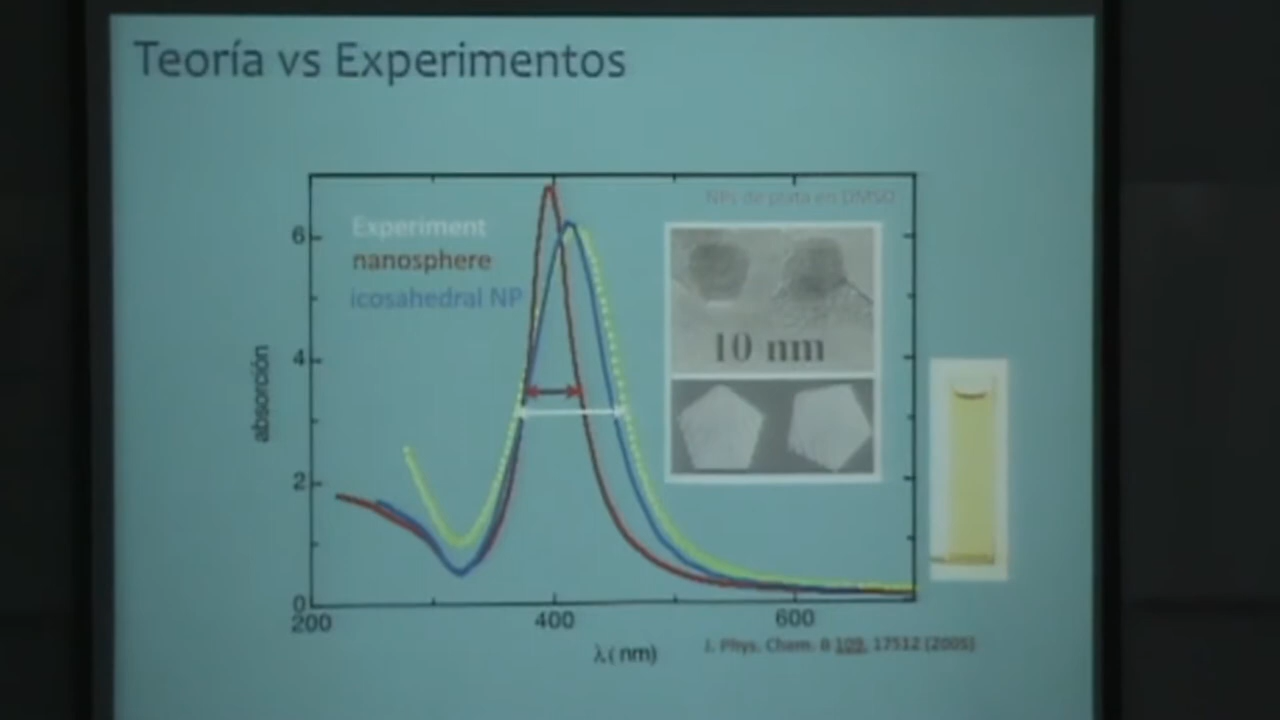 Teoría vs Experimentos
NPs de plata en DMSO
Experiment
nanosphere
icosahedral NP
10 nm
absorción
6
4
2
0
200
400
600
λ (nm)
J. Phys. Chem. B 109, 17512 (2005)